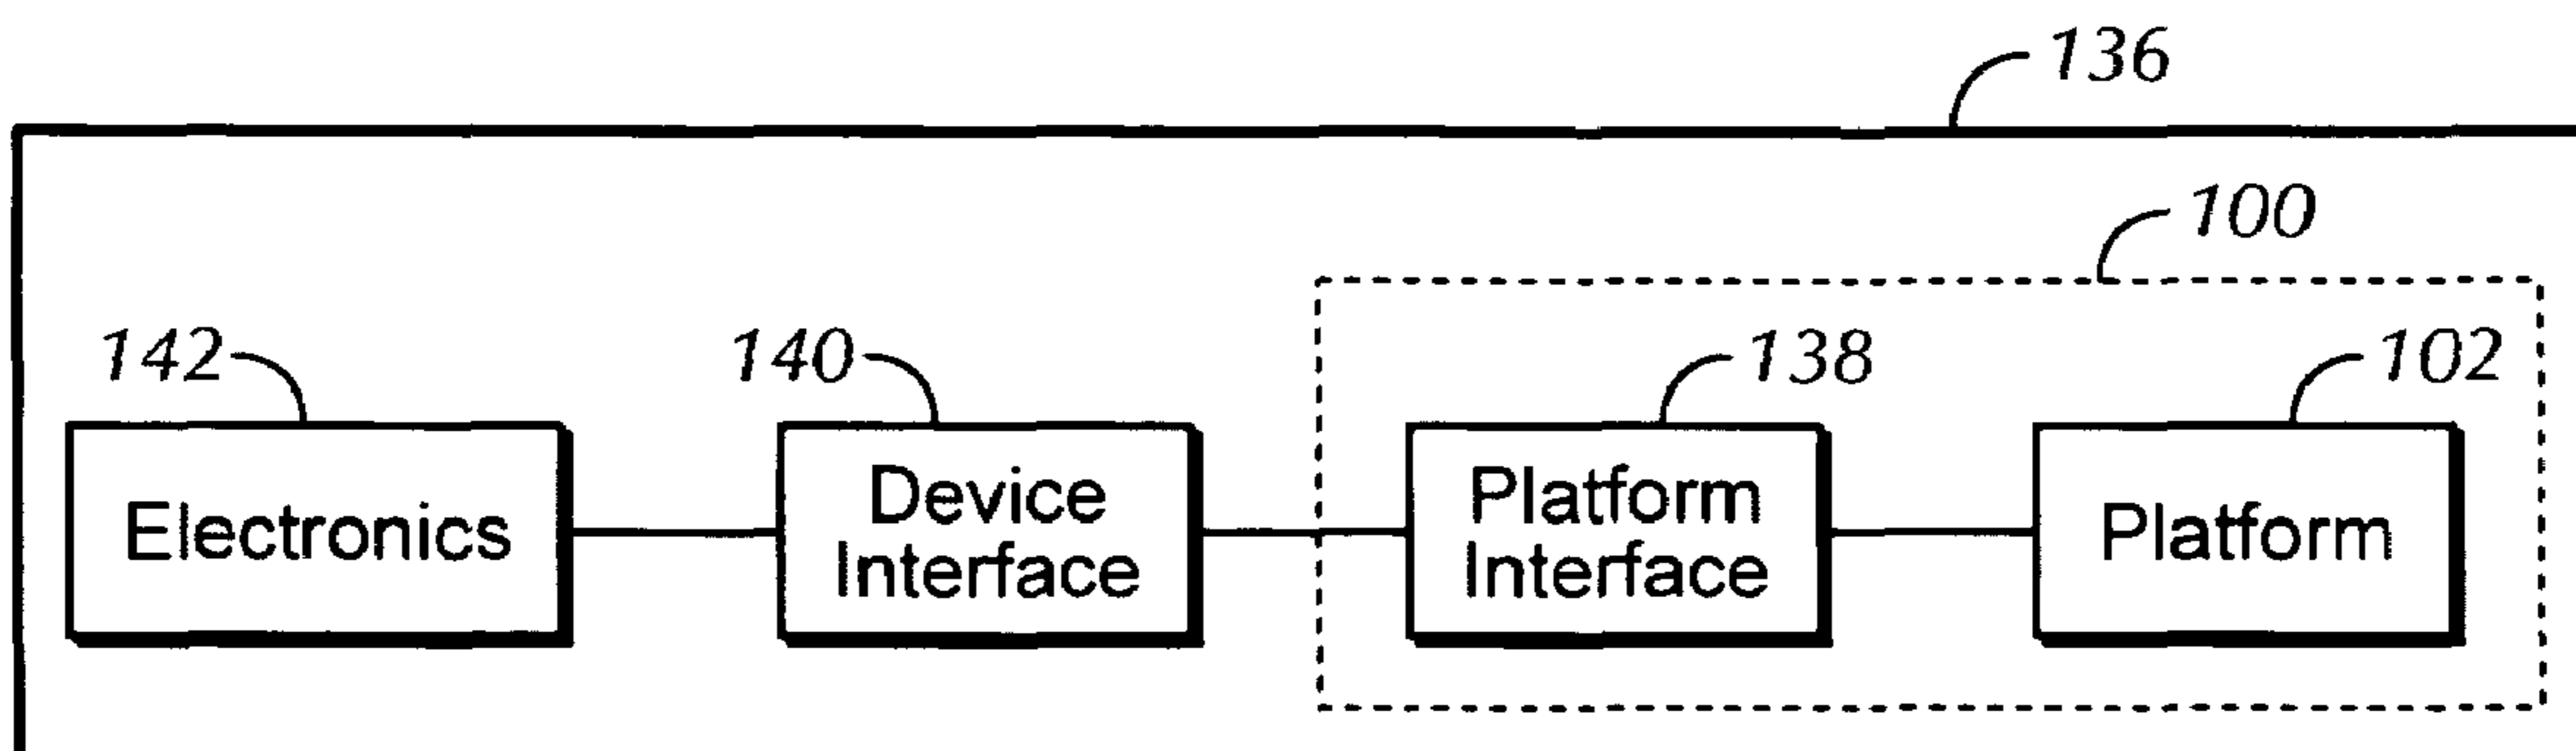 136
100
142
140
138
102
Electronics
Device
Interface
Platform
Interface
Platform